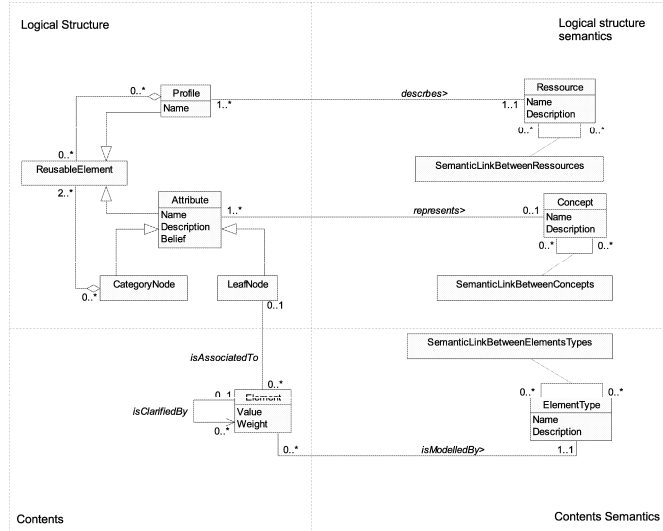 Logical Structure
Logical structure
semantics
Profile
Name
0..*
1..*
descrbes>
1..1
Ressource
Name
Description
0..*
0..*
0..*
ReusableElement
2..*
SemanticLinkBetweenRessources
Attribute
Name
Description
Belief
1..*
represents>
0..1
Concept
Name
Description
0..*
0..*
CategoryNode
0..*
LeafNode
0..1
SemanticLinkBetweenConcepts
isAssociatedTo
SemanticLinkBetweenElementsTypes
0..*
0..1
Element
Value
Weight
isClarifiedBy
0..*
0..*
0..*
ElementType
Name
Description
0..*
isModelledBy>
1..1
Contents
Contents Semantics